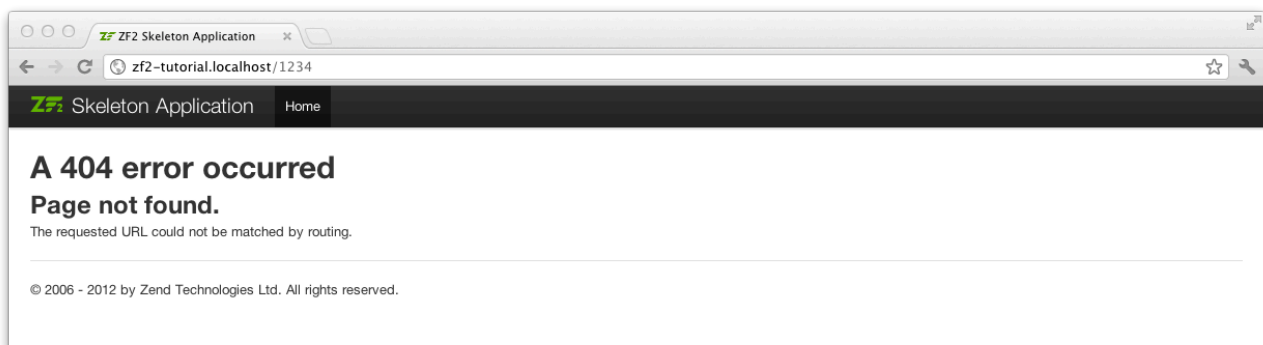 ZF2 Skeleton Application
zf2-tutorial.localhost/1234
ZF2 Skeleton Application Home
A 404 error occurred
Page not found.
The requested URL could not be matched by routing.
© 2006 - 2012 by Zend Technologies Ltd. All rights reserved.